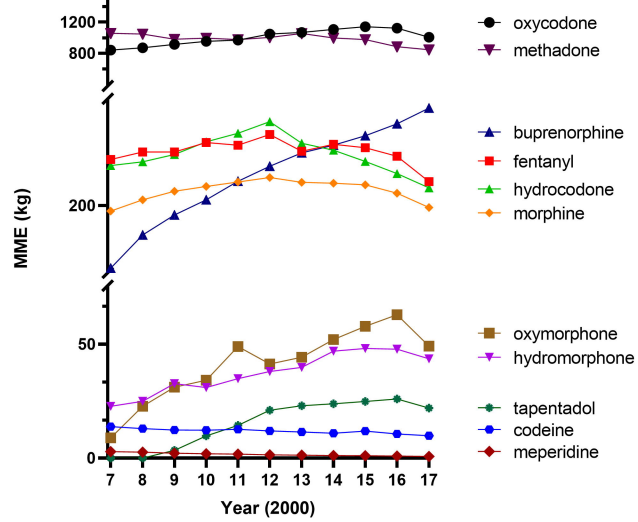 1200
oxycodone
800
methadone
buprenorphine
fentanyl
hydrocodone
200
morphine
MME (kg)
oxymorphone
50
hydromorphone
tapentadol
codeine
meperidine
0
7 8 9 10 11 12 13 14 15 16 17
Year (2000)